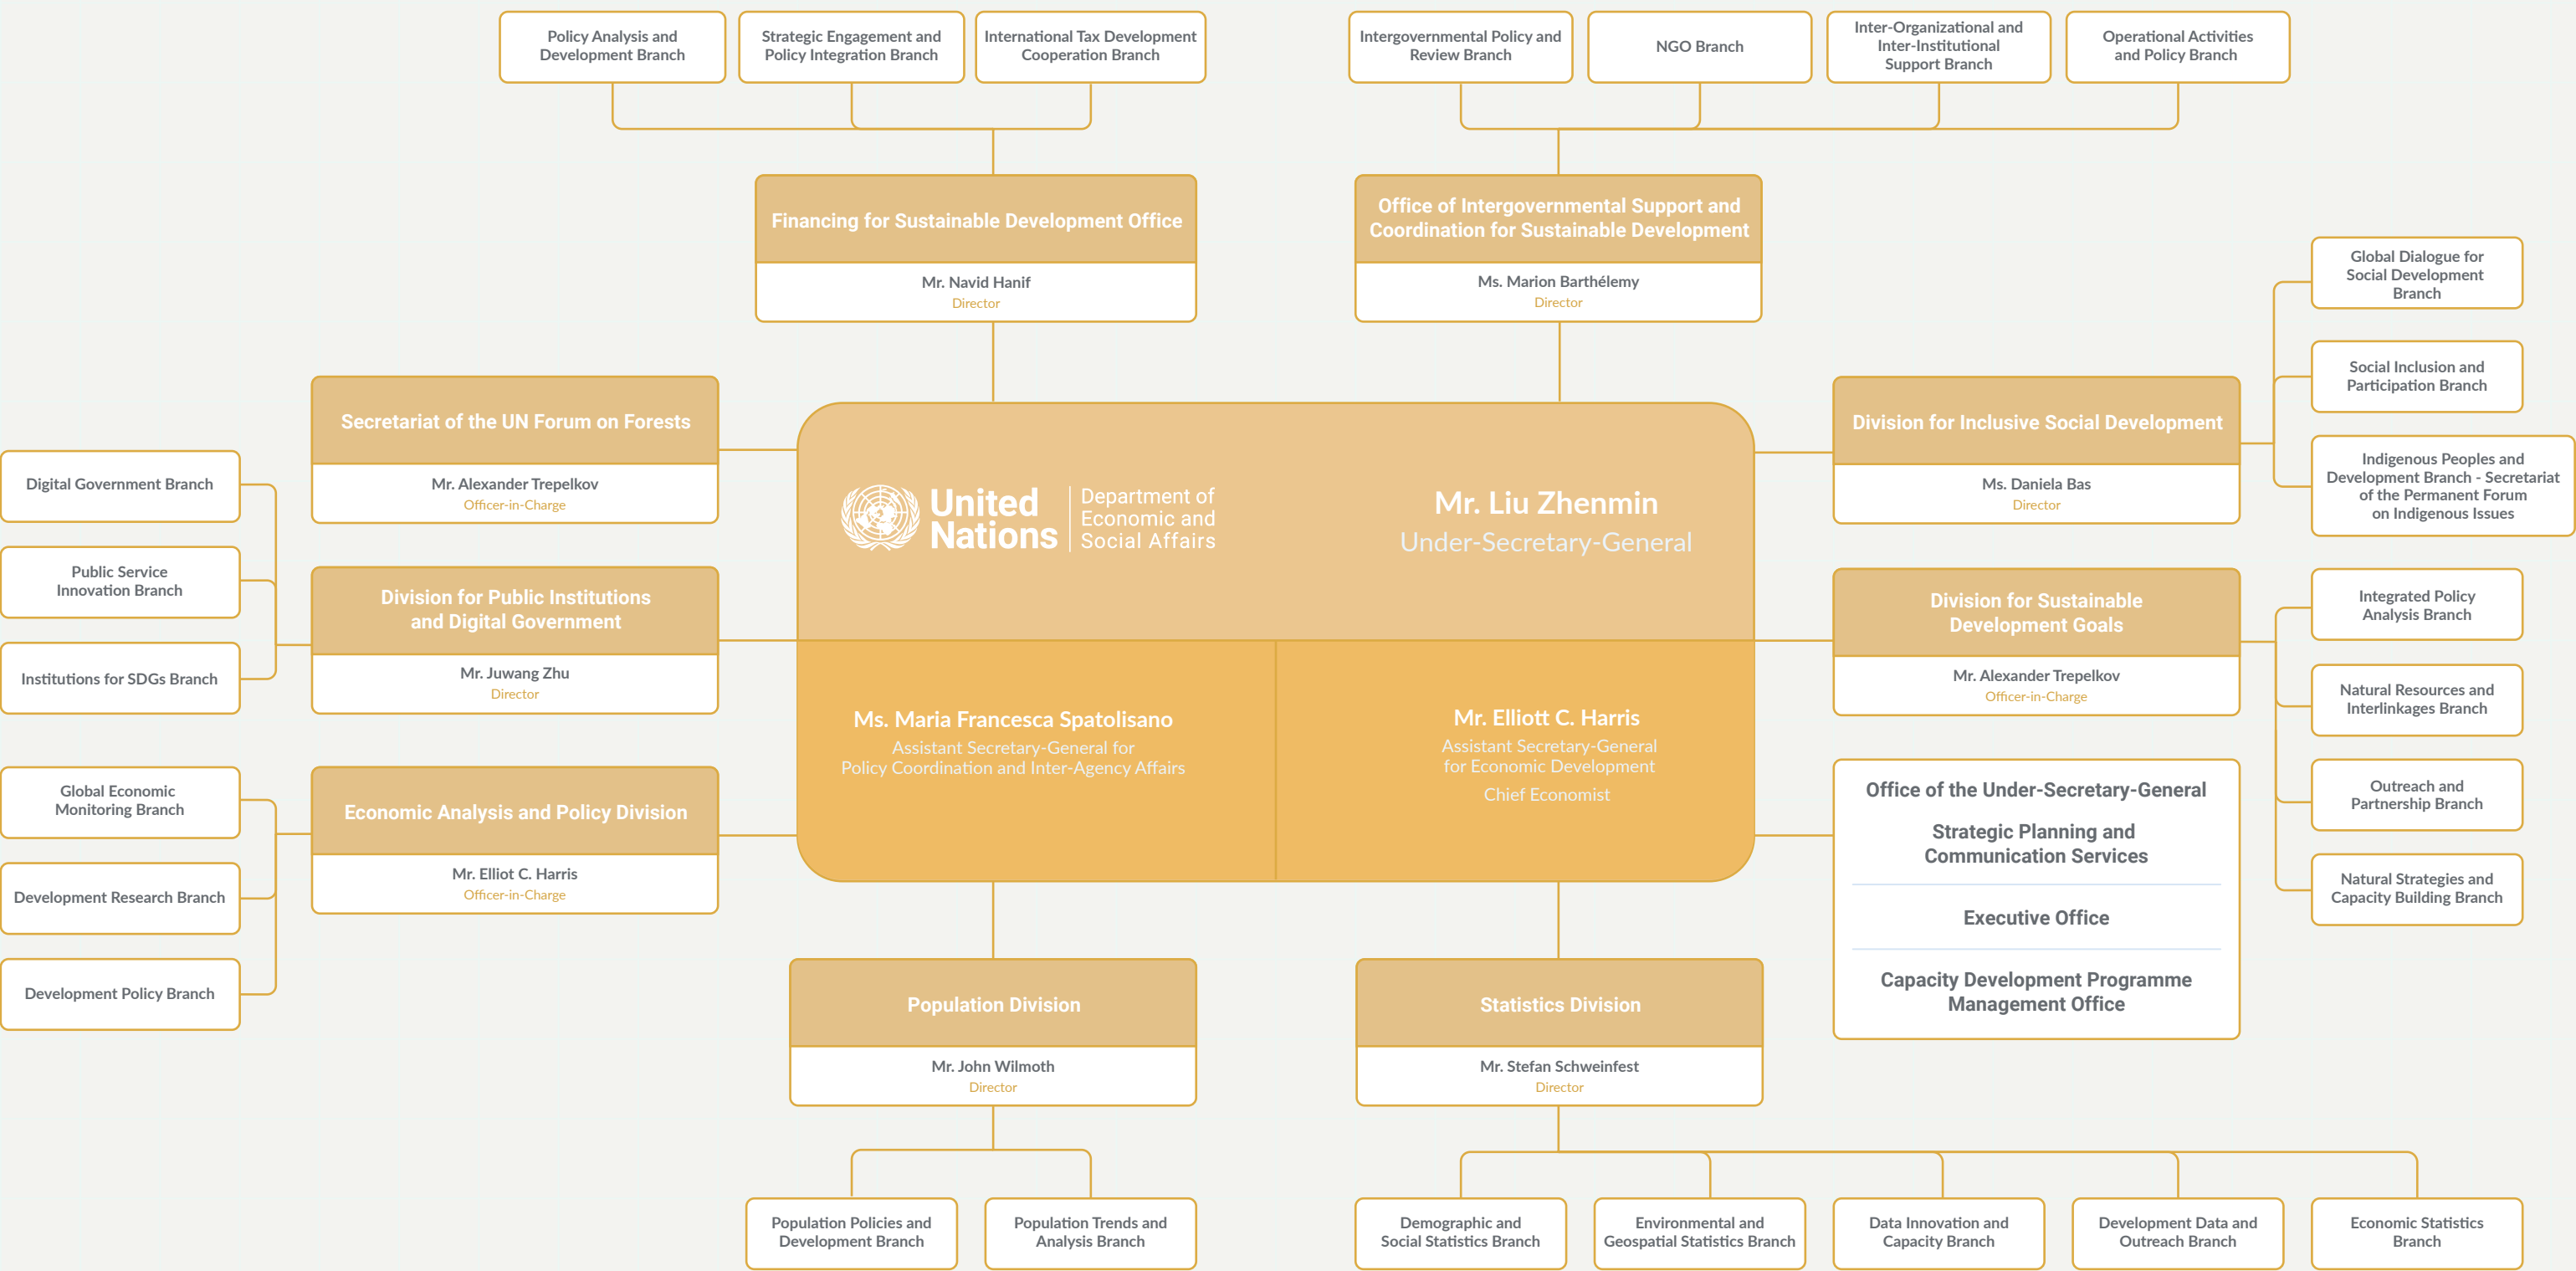 Policy Analysis and
Development Branch
Strategic Engagement and
Policy Integration Branch
International Tax Development
Cooperation Branch
Intergovernmental Policy and
Review Branch
NGO Branch
Inter-Organizational and
Inter-Institutional
Support Branch
Operational Activities
and Policy Branch
Financing for Sustainable Development Office
Mr. Navid Hanif
Director
Office of Intergovernmental Support and
Coordination for Sustainable Development
Ms. Marion Barthélemy
Director
Secretariat of the UN Forum on Forests
Mr. Alexander Trepelkov
Officer-in-Charge
Digital Government Branch
Public Service
Innovation Branch
Institutions for SDGs Branch
Division for Public Institutions
and Digital Government
Mr. Juwang Zhu
Director
Global Economic
Monitoring Branch
Development Research Branch
Development Policy Branch
Economic Analysis and Policy Division
Mr. Elliot C. Harris
Officer-in-Charge
United
Nations
Department of
Economic and
Social Affairs
Mr. Liu Zhenmin
Under-Secretary-General
Ms. Maria Francesca Spatolisano
Assistant Secretary-General for
Policy Coordination and Inter-Agency Affairs
Mr. Elliott C. Harris
Assistant Secretary-General
for Economic Development
Chief Economist
Division for Inclusive Social Development
Ms. Daniela Bas
Director
Global Dialogue for
Social Development
Branch
Social Inclusion and
Participation Branch
Indigenous Peoples and
Development Branch - Secretariat
of the Permanent Forum
on Indigenous Issues
Division for Sustainable
Development Goals
Mr. Alexander Trepelkov
Officer-in-Charge
Integrated Policy
Analysis Branch
Natural Resources and
Interlinkages Branch
Outreach and
Partnership Branch
Natural Strategies and
Capacity Building Branch
Office of the Under-Secretary-General
Strategic Planning and
Communication Services
Executive Office
Capacity Development Programme
Management Office
Population Division
Mr. John Wilmoth
Director
Statistics Division
Mr. Stefan Schweinfest
Director
Population Policies and
Development Branch
Population Trends and
Analysis Branch
Demographic and
Social Statistics Branch
Environmental and
Geospatial Statistics Branch
Data Innovation and
Capacity Branch
Development Data and
Outreach Branch
Economic Statistics
Branch